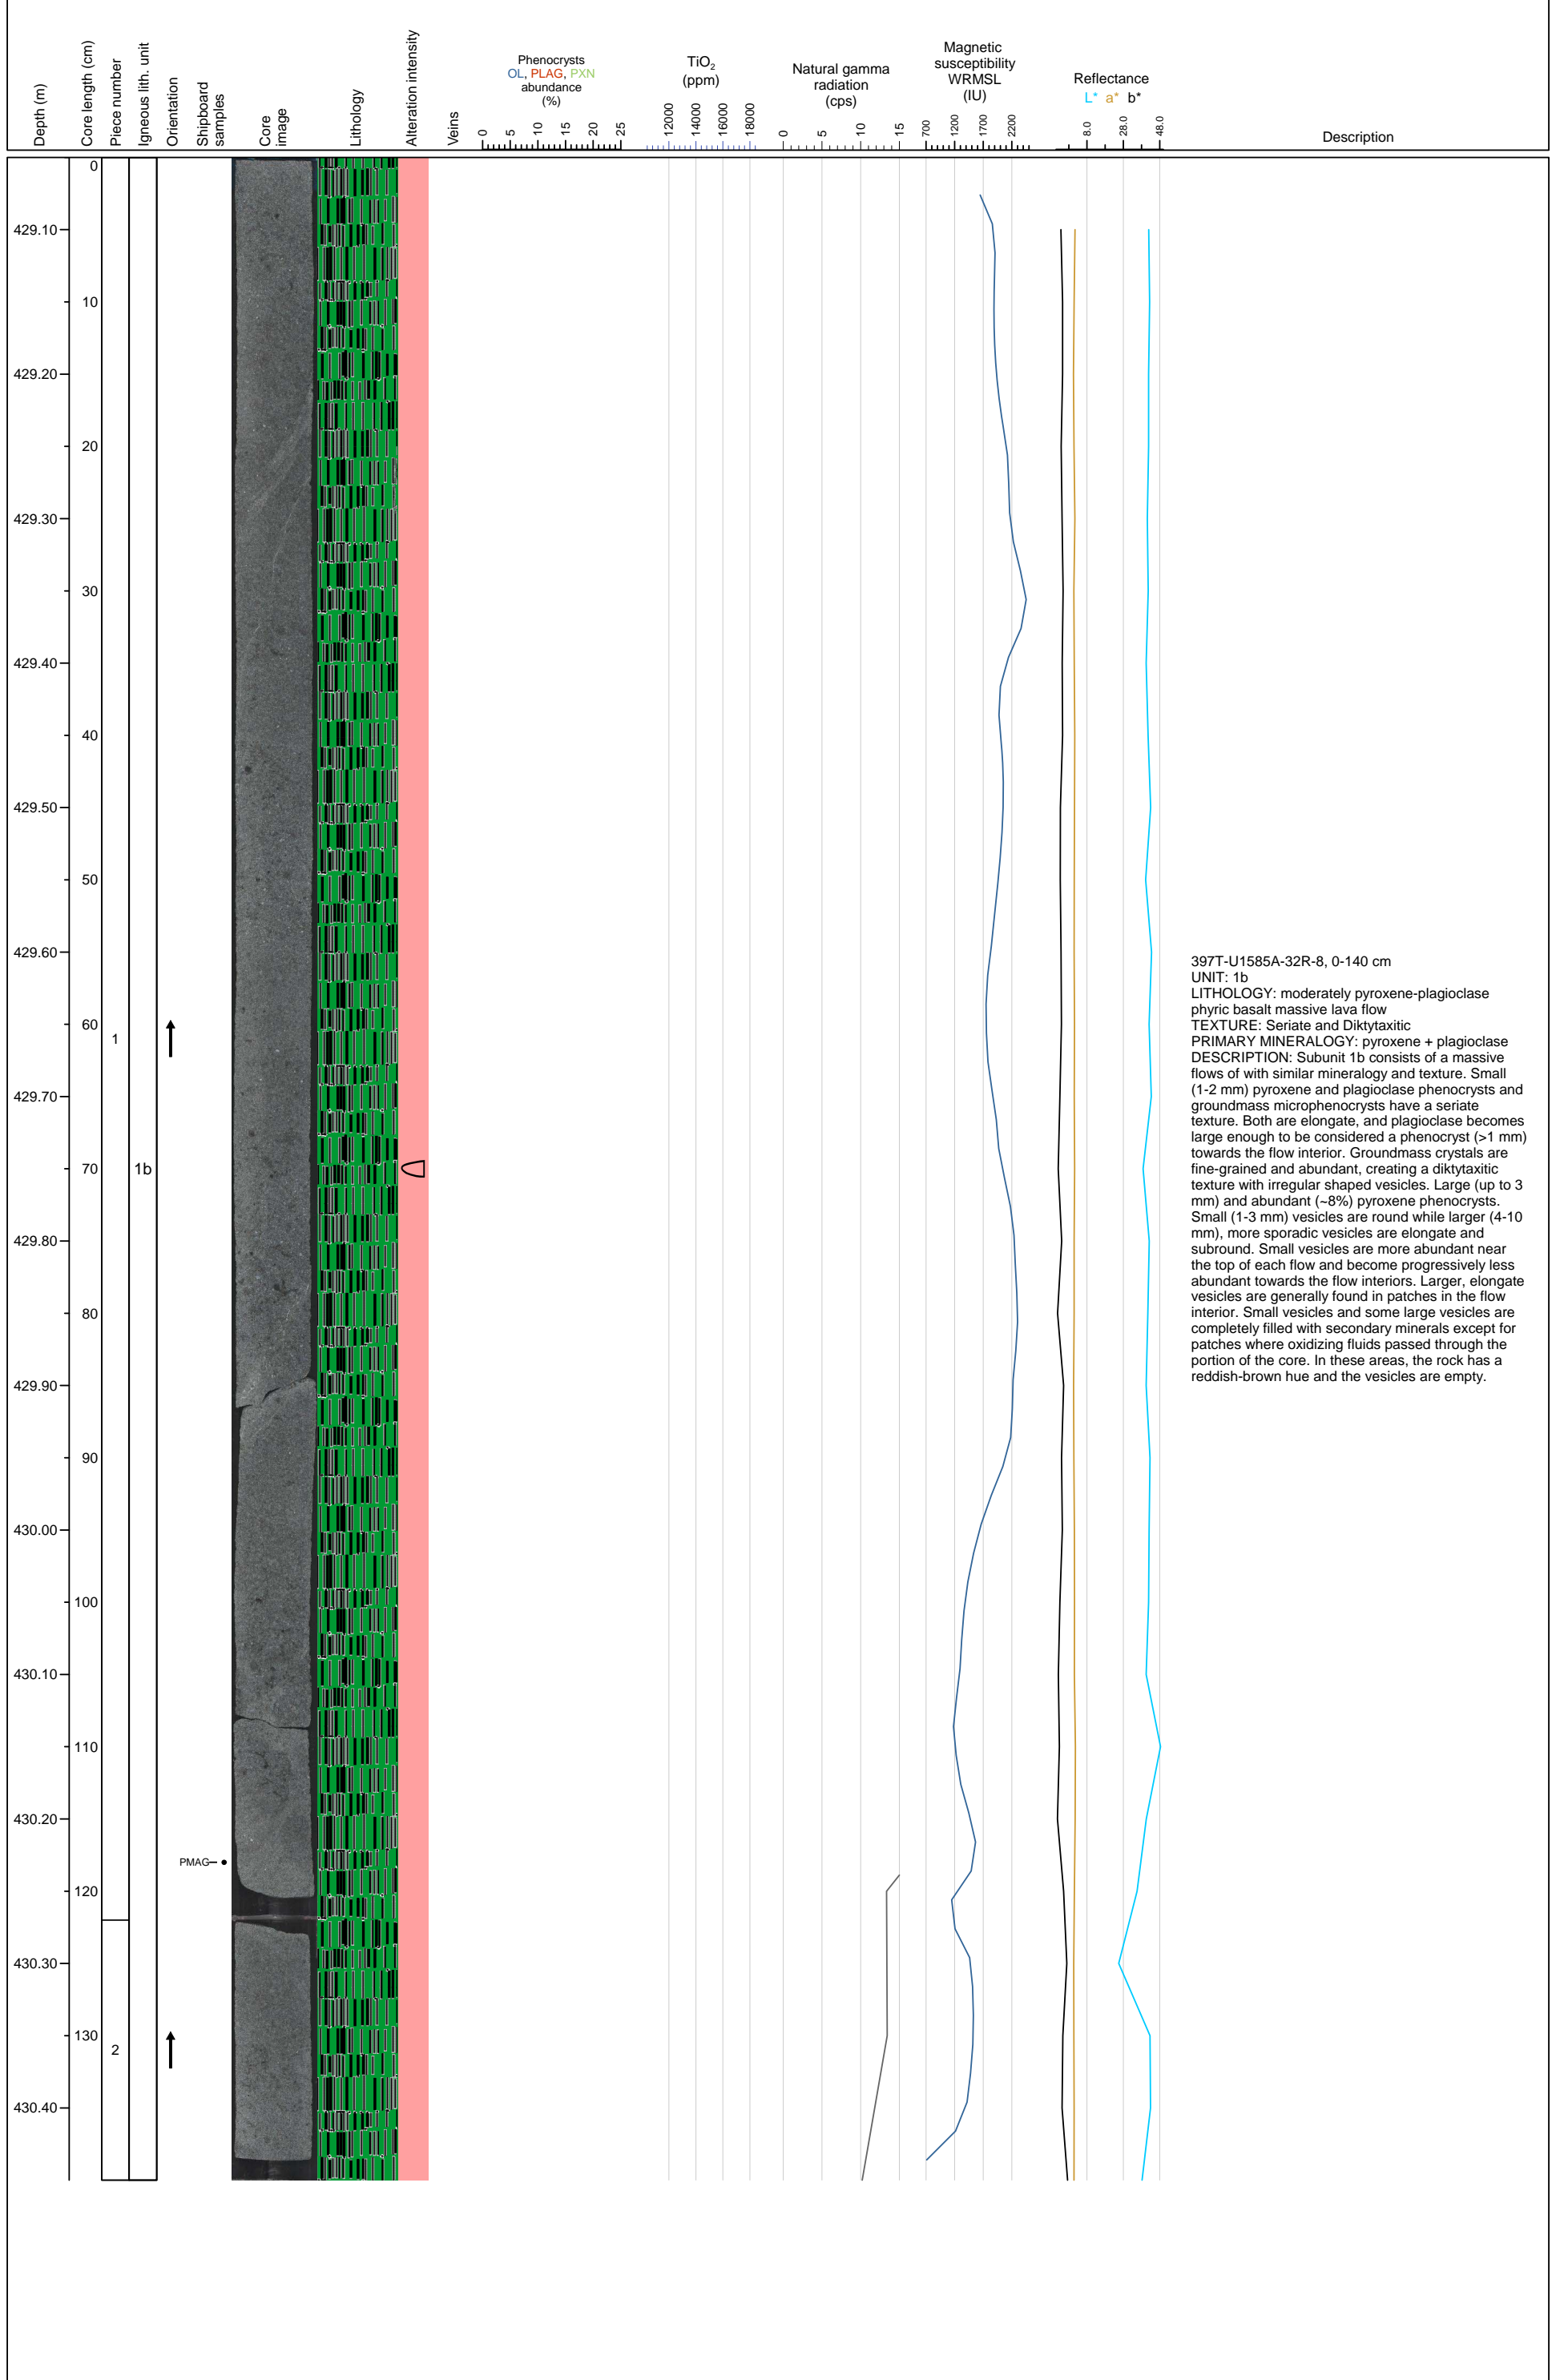 Depth (m)
Core length (cm)
Piece number
Igneous lith. unit
Orientation
Shipboard
samples
Core
image
Lithology
Alteration intensity
Veins
Phenocrysts
OL, PLAG, PXN
abundance
(%)
0 5 10 15 20 25
TiO2
(ppm)
12000 14000 16000 18000
Natural gamma
radiation
(cps)
0 5 10 15
Magnetic
susceptibility
WRMSL
(IU)
700 1200 1700 2200
Reflectance
L* a* b*
8.0 28.0 48.0
Description
0
429.10
10
429.20
20
429.30
30
429.40
40
429.50
50
429.60
60
1
429.70
70
1b
429.80
80
429.90
90
430.00
100
430.10
110
430.20
PMAG
120
430.30
130
2
430.40
397T-U1585A-32R-8, 0-140 cm
UNIT: 1b
LITHOLOGY: moderately pyroxene-plagioclase
phyric basalt massive lava flow
TEXTURE: Seriate and Diktytaxitic
PRIMARY MINERALOGY: pyroxene + plagioclase
DESCRIPTION: Subunit 1b consists of a massive
flows of with similar mineralogy and texture. Small
(1-2 mm) pyroxene and plagioclase phenocrysts and
groundmass microphenocrysts have a seriate
texture. Both are elongate, and plagioclase becomes
large enough to be considered a phenocryst (>1 mm)
towards the flow interior. Groundmass crystals are
fine-grained and abundant, creating a diktytaxitic
texture with irregular shaped vesicles. Large (up to 3
mm) and abundant (~8%) pyroxene phenocrysts.
Small (1-3 mm) vesicles are round while larger (4-10
mm), more sporadic vesicles are elongate and
subround. Small vesicles are more abundant near
the top of each flow and become progressively less
abundant towards the flow interiors. Larger, elongate
vesicles are generally found in patches in the flow
interior. Small vesicles and some large vesicles are
completely filled with secondary minerals except for
patches where oxidizing fluids passed through the
portion of the core. In these areas, the rock has a
reddish-brown hue and the vesicles are empty.